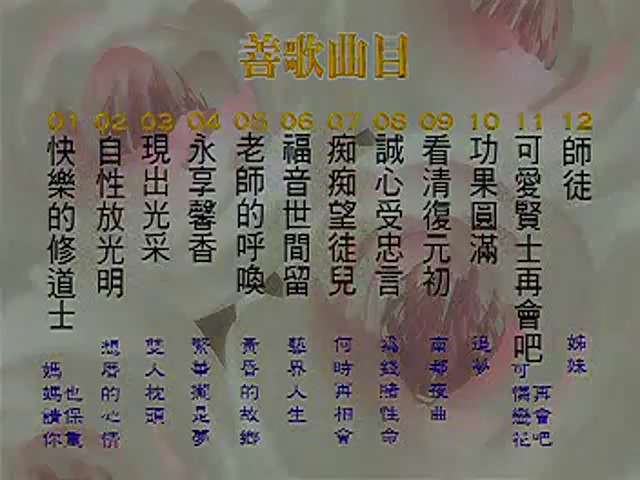 善歌曲目
01 快樂的修道士 媽媽請你也保重
02 自性放光明 想厝的心情
03 現出光采 雙人枕頭
04 永享馨香 繁華攏是夢
05 老師的呼喚 黃昏的故鄉
06 福音世間留 藝界人生
07 痴痴望徒兒 何時再相會
08 誠心受忠言 為錢賭性命
09 看清復元初 南都夜曲
10 功果圓滿 追夢
11 可愛賢士再會吧 可憐戀花再會吧
12 師徒 姊妹